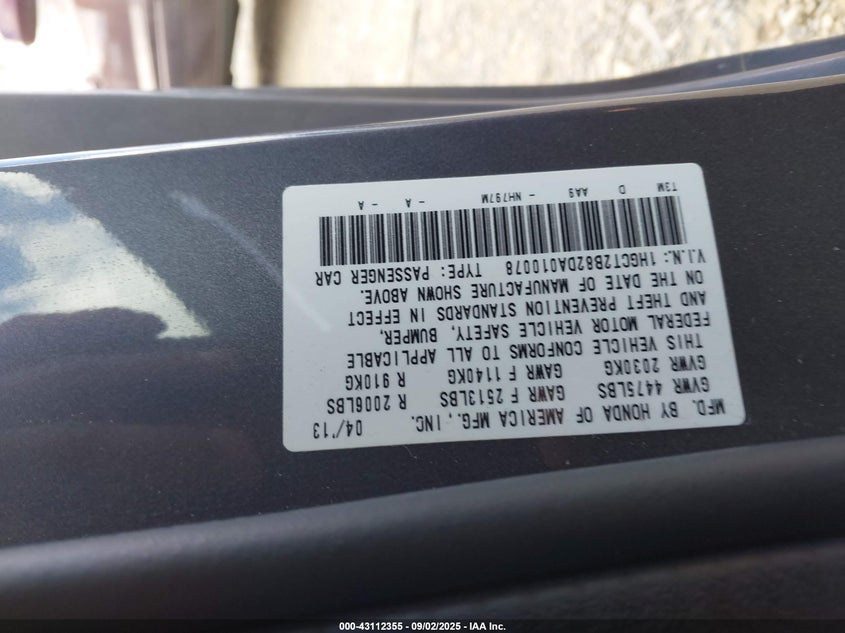 MFD. BY HONDA OF AMERICA MFG., INC. 04/'13
GVWR 4475LBS GAWR F 2513LBS R 2006LBS
GVWR 2030KG GAWR F 1140KG R 910KG
THIS VEHICLE CONFORMS TO ALL APPLICABLE
FEDERAL MOTOR VEHICLE SAFETY, BUMPER,
AND THEFT PREVENTION STANDARDS IN EFFECT
ON THE DATE OF MANUFACTURE SHOWN ABOVE.
V.I.N.: 1HGCT2B82DA010078 TYPE: PASSENGER CAR
T3M D AA9 - NH797M - A - A
000-43112355 - 09/02/2025 - IAA Inc.